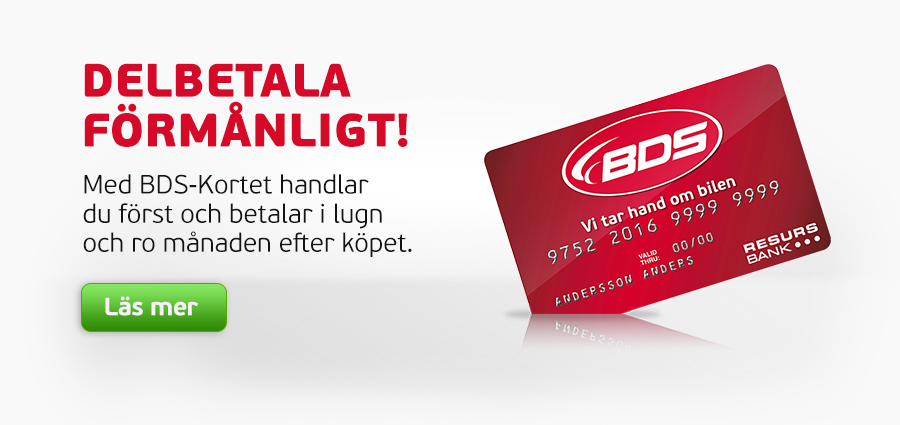 DELBETALA
FÖRMÅNLIGT!
Med BDS-Kortet handlar
du först och betalar i lugn
och ro månaden efter köpet.
Läs mer
BDS
Vi tar hand om bilen
9752 2016 9999 9999
VALID
THRU: 00/00
ANDERSSON ANDERS
RESURS
BANK